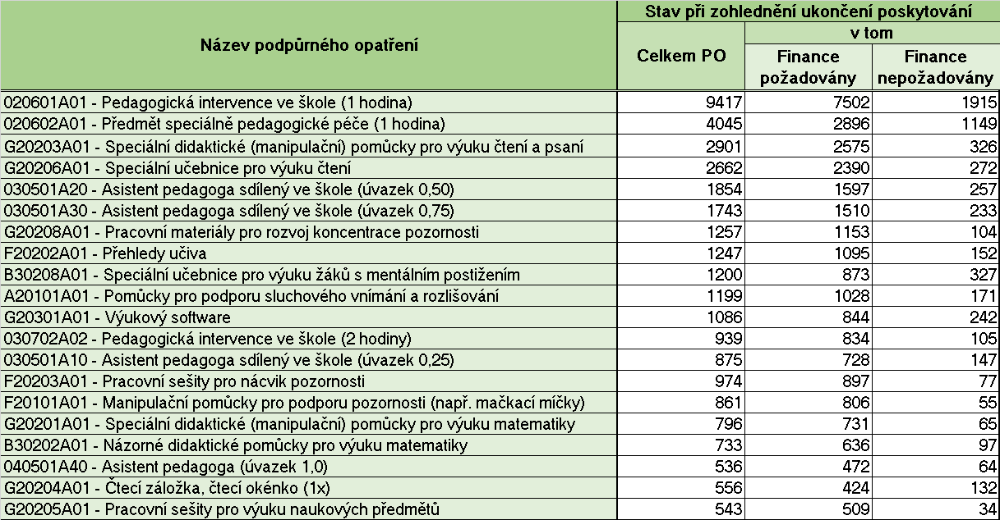 Název podpůrného opatření
Stav při zohlednění ukončení poskytování
Celkem PO
v tom
Finance požadovány
Finance nepožadovány
020601A01 - Pedagogická intervence ve škole (1 hodina) 9417 7502 1915
020602A01 - Předmět speciálně pedagogické péče (1 hodina) 4045 2896 1149
G20203A01 - Speciální didaktické (manipulační) pomůcky pro výuku čtení a psaní 2901 2575 326
G20206A01 - Speciální učebnice pro výuku čtení 2662 2390 272
030501A20 - Asistent pedagoga sdílený ve škole (úvazek 0,50) 1854 1597 257
030501A30 - Asistent pedagoga sdílený ve škole (úvazek 0,75) 1743 1510 233
G20208A01 - Pracovní materiály pro rozvoj koncentrace pozornosti 1257 1153 104
F20202A01 - Přehledy učiva 1247 1095 152
B30208A01 - Speciální učebnice pro výuku žáků s mentálním postižením 1200 873 327
A20101A01 - Pomůcky pro podporu sluchového vnímání a rozlišování 1199 1028 171
G20301A01 - Výukový software 1086 844 242
030702A02 - Pedagogická intervence ve škole (2 hodiny) 939 834 105
030501A10 - Asistent pedagoga sdílený ve škole (úvazek 0,25) 875 728 147
F20203A01 - Pracovní sešity pro nácvik pozornosti 974 897 77
F20101A01 - Manipulační pomůcky pro podporu pozornosti (např. mačkací míčky) 861 806 55
G20201A01 - Speciální didaktické (manipulační) pomůcky pro výuku matematiky 796 731 65
B30202A01 - Názorné didaktické pomůcky pro výuku matematiky 733 636 97
040501A40 - Asistent pedagoga (úvazek 1,0) 536 472 64
G20204A01 - Čtecí záložka, čtecí okénko (1x) 556 424 132
G20205A01 - Pracovní sešity pro výuku naukových předmětů 543 509 34